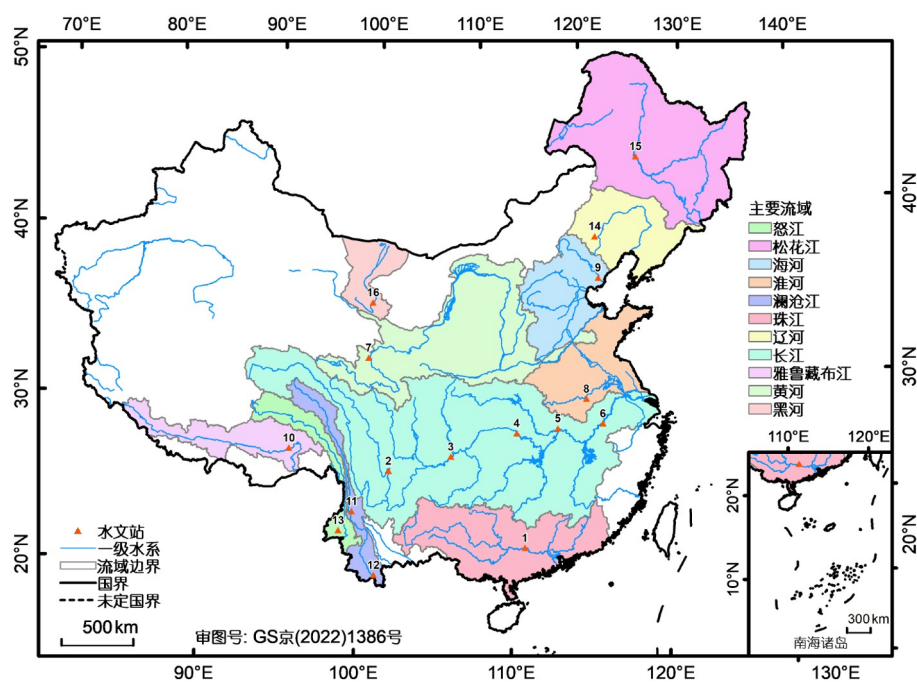 70°E 80°E 90°E 100°E 110°E 120°E 130°E 140°E
50°N
40°N
30°N
20°N
40°N
30°N
20°N
15
14
9
16
7
8
6
5
4
3
2
10
11
13
12
1
主要流域
怒江
松花江
海河
淮河
澜沧江
珠江
辽河
长江
雅鲁藏布江
黄河
黑河
水文站
一级水系
流域边界
国界
未定国界
500 km
审图号: GS京(2022)1386号
110°E 120°E
20°N
10°N
300 km
南海诸岛
90°E 100°E 110°E 120°E 130°E